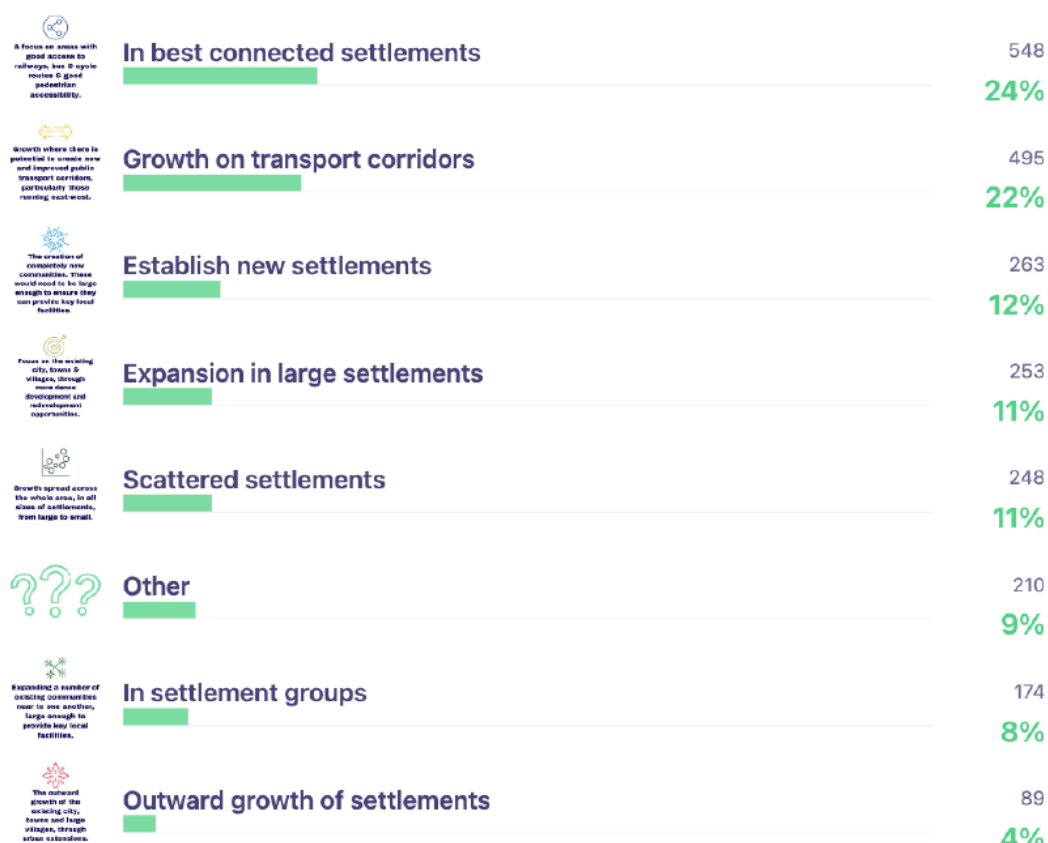 A focus on areas with
good access to
railways, bus & cycle
routes & good
pedestrian
accessibility.
In best connected settlements
548
24%
Growth where there is
potential to create new
and improved public
transport corridors,
particularly those
running east-west.
Growth on transport corridors
495
22%
The creation of
completely new
communities. These
would need to be large
enough to ensure they
can provide key local
facilities.
Establish new settlements
263
12%
Focus on the existing
city, towns &
villages, through
more dense
development and
redevelopment
opportunities.
Expansion in large settlements
253
11%
Growth spread across
the whole area, in all
sizes of settlements,
from large to small.
Scattered settlements
248
11%
???
Other
210
9%
Expanding a number of
existing communities
near to one another,
large enough to
provide key local
facilities.
In settlement groups
174
8%
The outward
growth of the
existing city,
towns and large
villages, through
urban extensions.
Outward growth of settlements
89
4%